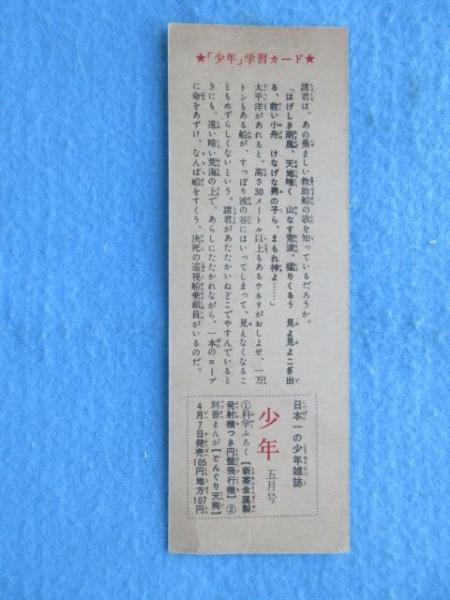 ★「少年」学習カード★
諸君は、あの勇ましい救助船の歌を知っているだろうか。
「はげしき雨風、天地暗く 山なす荒波、猛りくるう 見よ見よこぎ出
る、救い小舟 けなげな男の子ら、まもれ神よ……」
太平洋があれると、高さ30メートル以上もあるウネリがおしよせ、一万
トンもある船が、すっぽり波の谷にはいってしまって、見えなくなるこ
ともめずらしくないという。諸君があたたかいねどこでやすんでいると
きにも、遠い暗い荒海の上で、あらしにたたかれながら、一本のロープ
に命をあずけ、なんぱ船をすくう、決死の巡視船乗組員がいるのだ。
日本一の少年雑誌
少年 五月号
①科学ふろく【新案金属製
発射機つき円盤飛行機】②
別冊まんが【どんぐり天狗】
4月7日発売105円地方107円